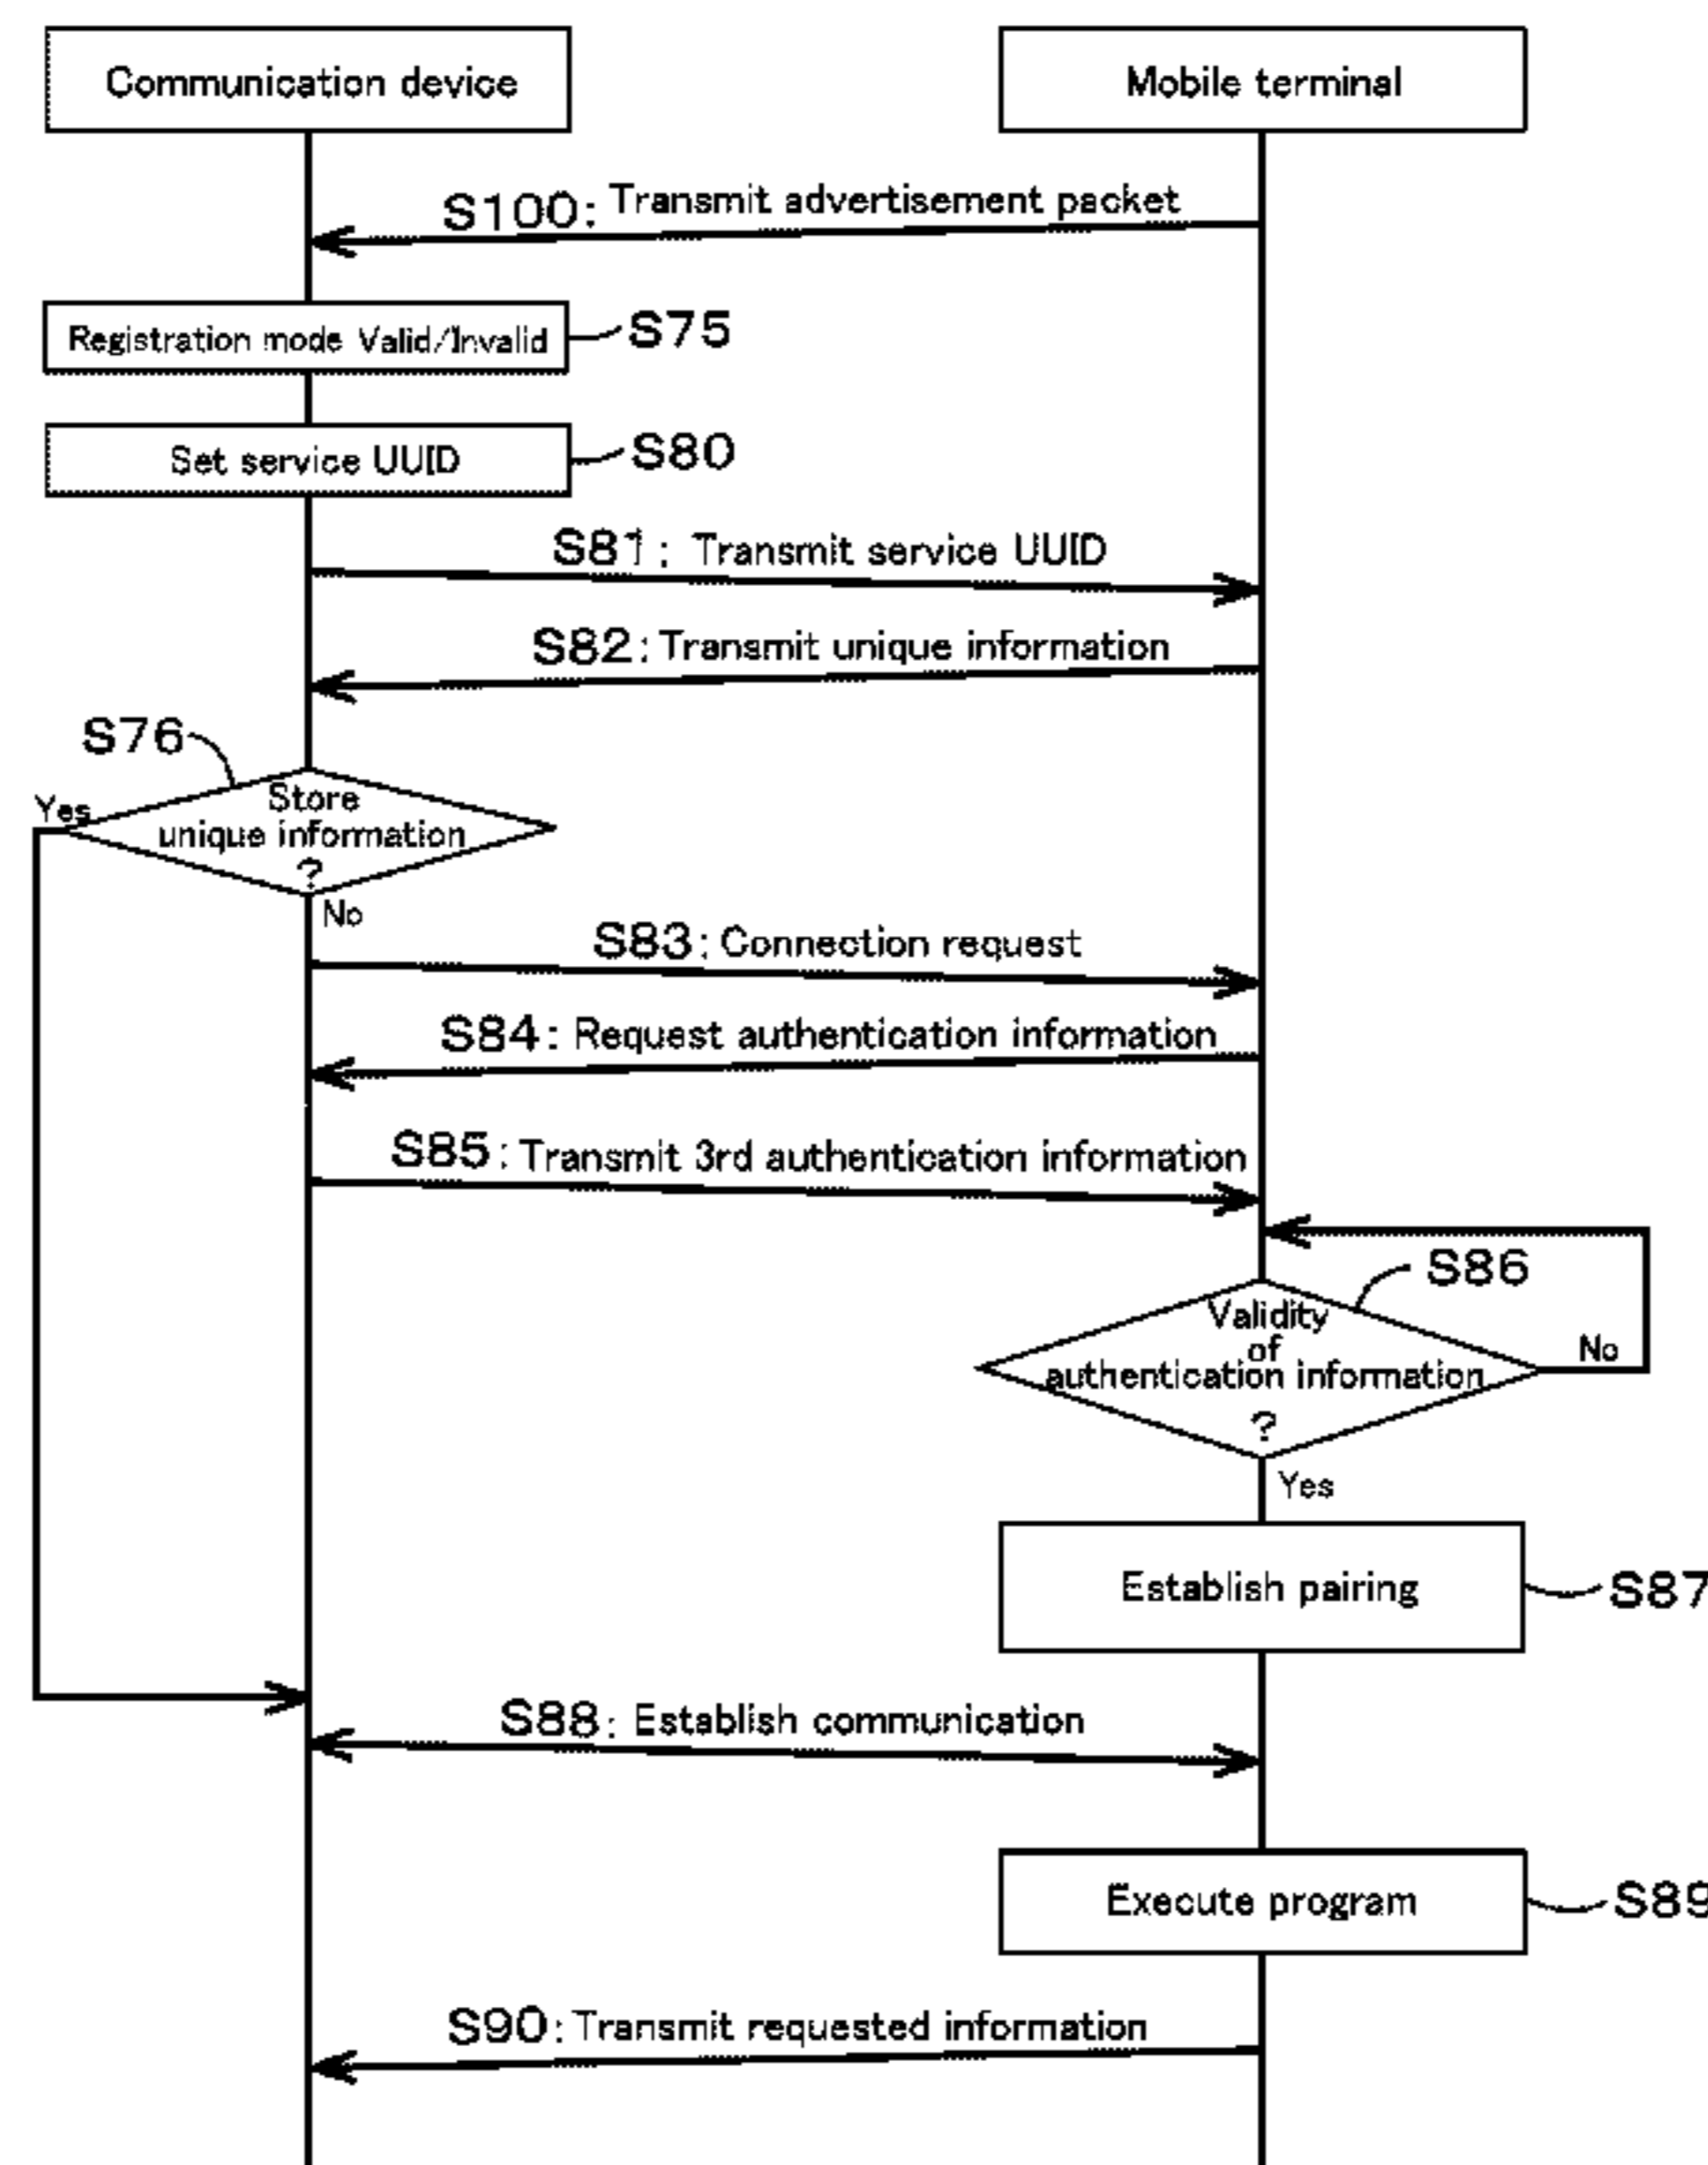 Communication device
Mobile terminal
S100: Transmit advertisement packet
Registration mode Valid/Invalid
S75
Set service UUID
S80
S81: Transmit service UUID
S82: Transmit unique information
S76
Yes
Store
unique information
?
No
S83: Connection request
S84: Request authentication information
S85: Transmit 3rd authentication information
S86
Validity
of
authentication information
?
No
Yes
Establish pairing
S87
S88: Establish communication
Execute program
S89
S90: Transmit requested information